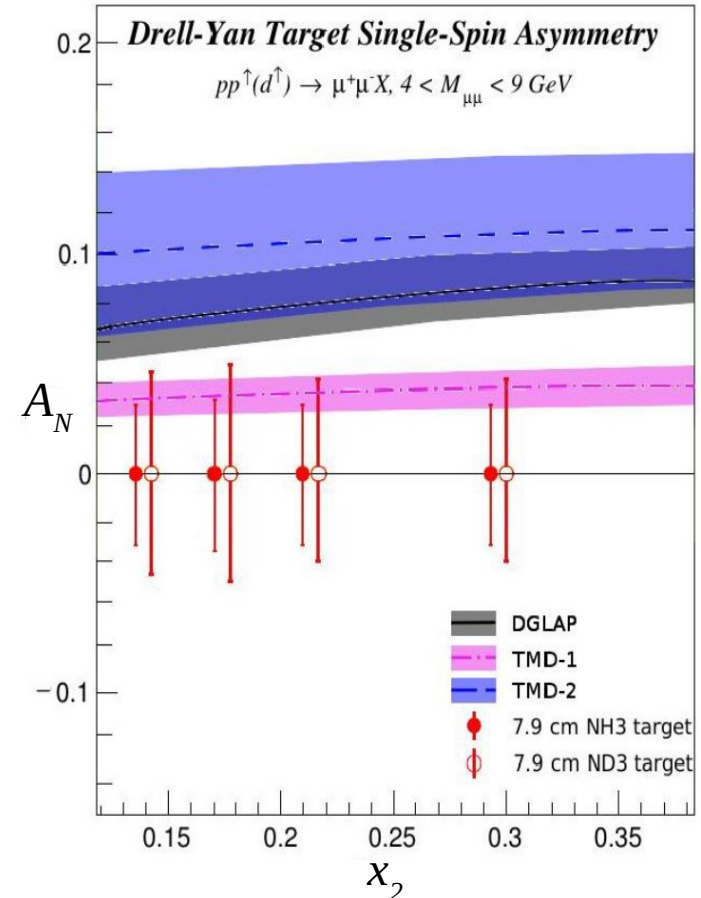 Drell-Yan Target Single-Spin Asymmetry
pp↑(d↑) → μ⁺μ⁻X, 4 < M_μμ < 9 GeV
0.2
0.1
A_N
0
−0.1
DGLAP
TMD-1
TMD-2
7.9 cm NH3 target
7.9 cm ND3 target
0.15 0.2 0.25 0.3 0.35
x_2